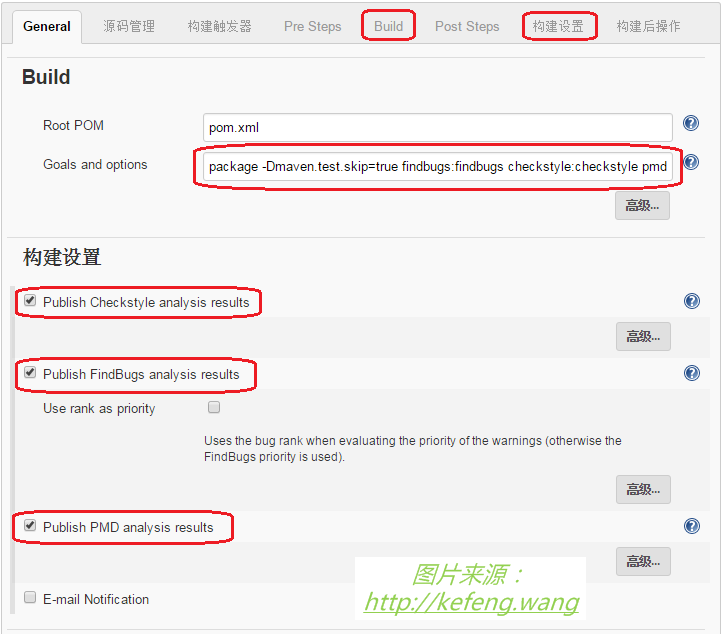 General 源码管理 构建触发器 Pre Steps Build Post Steps 构建设置 构建后操作
Build
Root POM pom.xml
Goals and options package -Dmaven.test.skip=true findbugs:findbugs checkstyle:checkstyle pmd
高级...
构建设置
Publish Checkstyle analysis results
高级...
Publish FindBugs analysis results
Use rank as priority
Uses the bug rank when evaluating the priority of the warnings (otherwise the
FindBugs priority is used).
高级...
Publish PMD analysis results
高级...
图片来源：
http://kefeng.wang
E-mail Notification